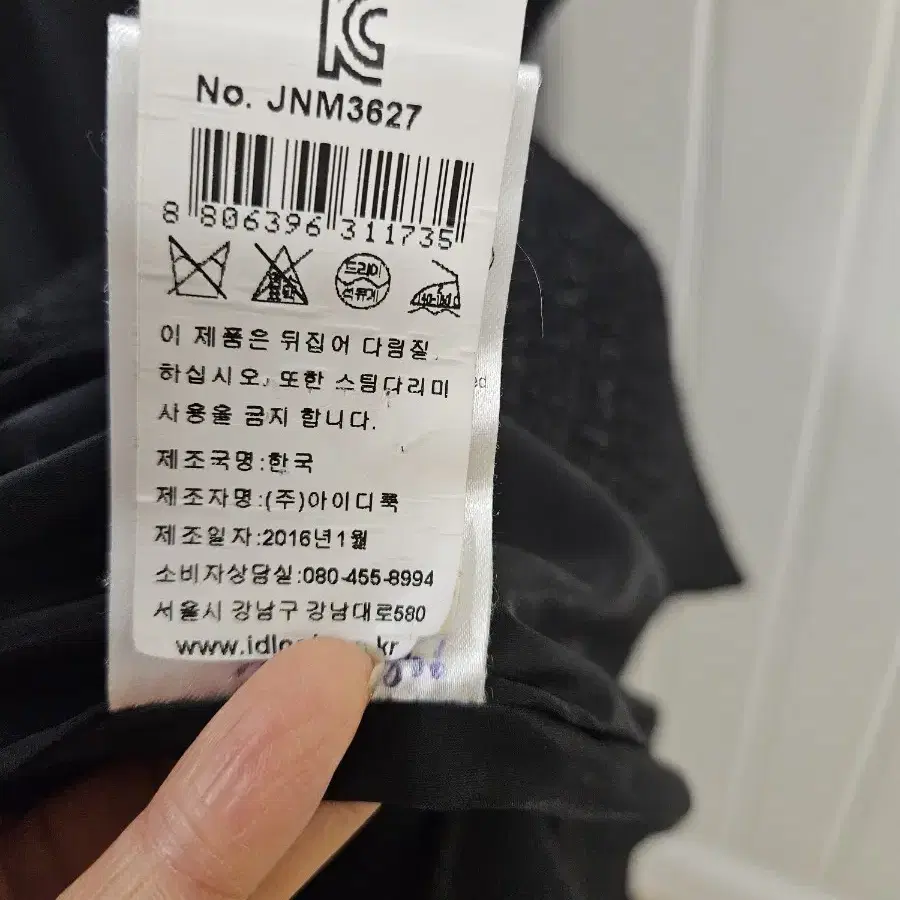 No. JNM3627
8 806396 311735
드라이
석유계
이 제품은 뒤집어 다림질.
하십시오. 또한 스팀다리미
ed
사용을 금지 합니다.
제조국명:한국
제조자명:(주)아이디룩
제조일자:2016년1월
소비자상담실:080-455-8994
서울시 강남구 강남대로580